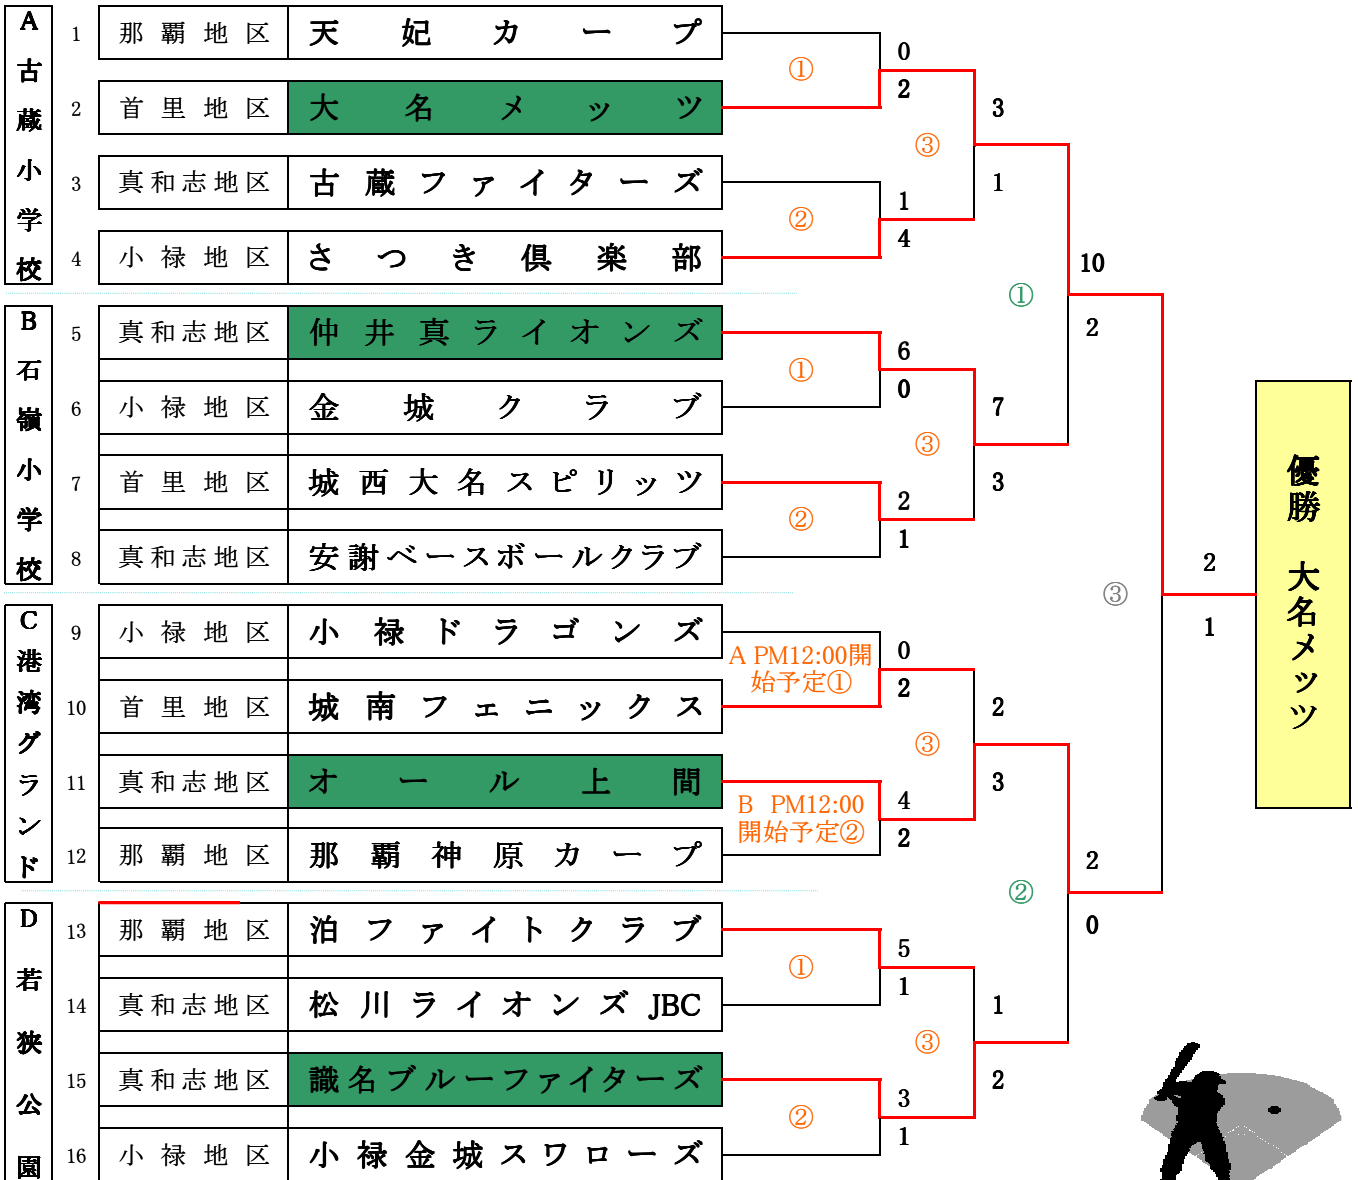 A 古蔵小学校
1 那覇地区 天妃カープ
2 首里地区 大名メッツ
3 真和志地区 古蔵ファイターズ
4 小禄地区 さつき倶楽部
① 0
2
② 1
4
③ 3
1
B 石嶺小学校
5 真和志地区 仲井真ライオンズ
6 小禄地区 金城クラブ
7 首里地区 城西大名スピリッツ
8 真和志地区 安謝ベースボールクラブ
① 6
0
② 2
1
③ 7
3
① 10
2
C 港湾グランド
9 小禄地区 小禄ドラゴンズ
10 首里地区 城南フェニックス
11 真和志地区 オール上間
12 那覇地区 那覇神原カープ
A PM12:00開
始予定①
0
2
B PM12:00
開始予定②
4
2
③ 2
3
D 若狭公園
13 那覇地区 泊ファイトクラブ
14 真和志地区 松川ライオンズ JBC
15 真和志地区 識名ブルーファイターズ
16 小禄地区 小禄金城スワローズ
① 5
1
② 3
1
③ 1
2
② 2
0
③ 2
1
優勝 大名メッツ